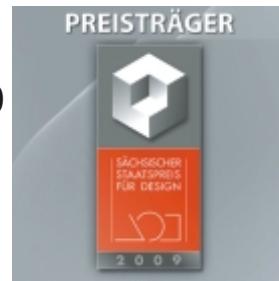 PREISTRÄGER
SÄCHSISCHER
STAATSPREIS
FÜR DESIGN
2009